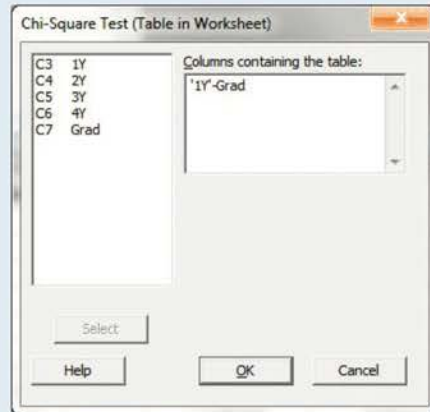 Chi-Square Test (Table in Worksheet)
C3 1Y
C4 2Y
C5 3Y
C6 4Y
C7 Grad
Columns containing the table:
'1Y'-Grad
Select
Help
OK
Cancel